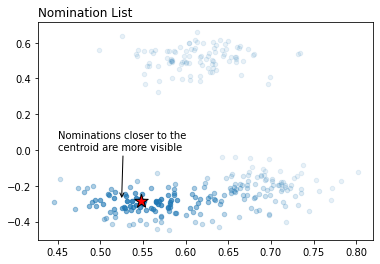 Nomination List
0.6
0.4
0.2
0.0
−0.2
−0.4
Nominations closer to the
centroid are more visible
0.45 0.50 0.55 0.60 0.65 0.70 0.75 0.80